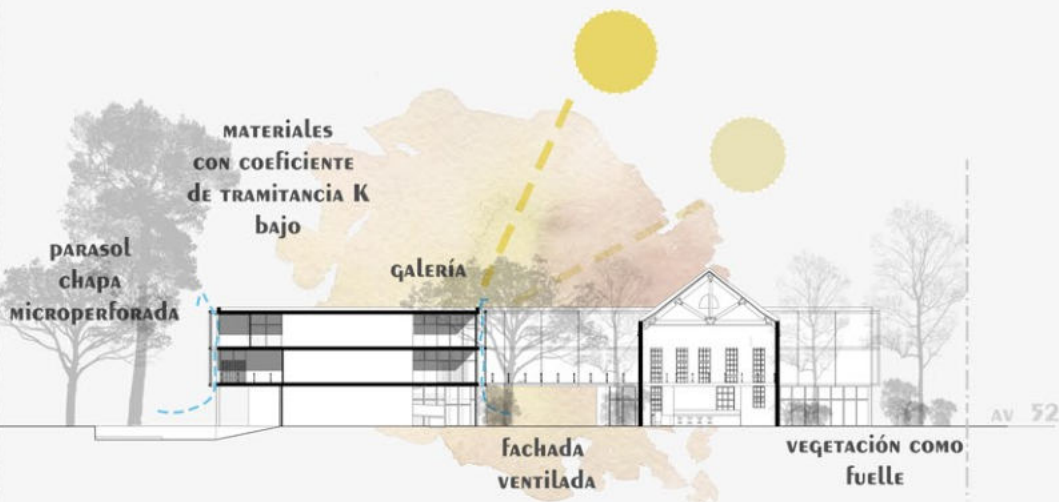 MATERIALES
CON COEFICIENTE
DE TRAMITANCIA K
BAJO
PARASOL
CHAPA
MICROPERFORADA
GALERÍA
FACHADA
VENTILADA
VEGETACIÓN COMO
FUELLE
AV 52